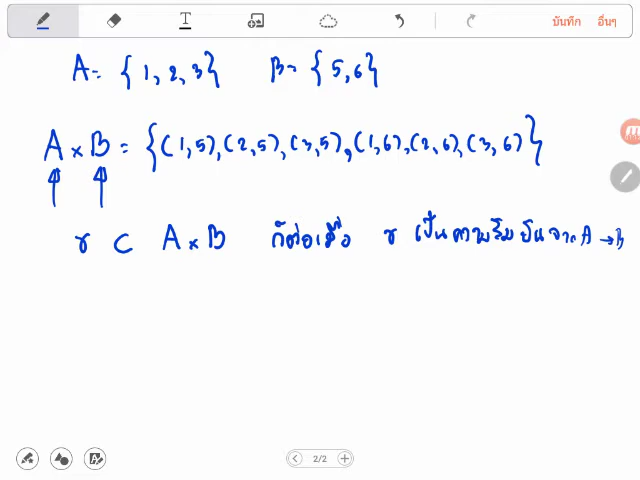 บันทึก อื่นๆ
A = {1, 2, 3} B = {5, 6}
A × B = {(1, 5), (2, 5), (3, 5), (1, 6), (2, 6), (3, 6)}
r ⊂ A × B ก็ต่อเมื่อ r เป็นความสัมพันธ์จาก A → B
2/2